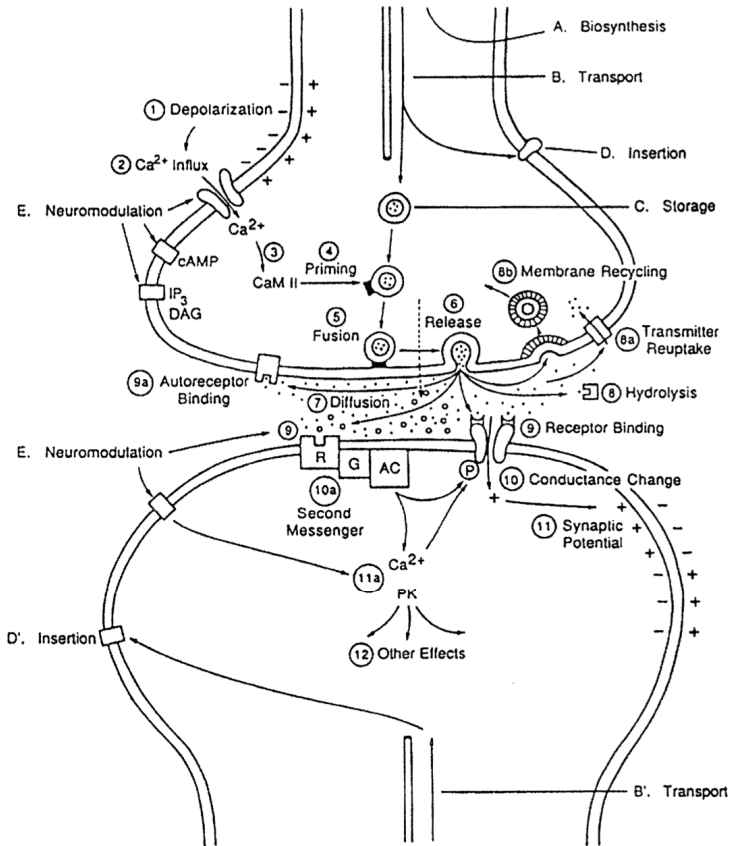 A. Biosynthesis
B. Transport
① Depolarization
② Ca²⁺ Influx
D. Insertion
E. Neuromodulation
C. Storage
Ca²⁺
③
④
Priming
cAMP
CaM II
⑧b Membrane Recycling
IP₃
DAG
⑤
Fusion
⑥
Release
⑧a Transmitter
Reuptake
⑨a Autoreceptor
Binding
⑦ Diffusion
⑧ Hydrolysis
⑨
⑨ Receptor Binding
E. Neuromodulation
R
G
AC
P
⑩ Conductance Change
⑩a
Second
Messenger
⑪ Synaptic
Potential
⑪a
Ca²⁺
PK
D'. Insertion
⑫ Other Effects
B'. Transport